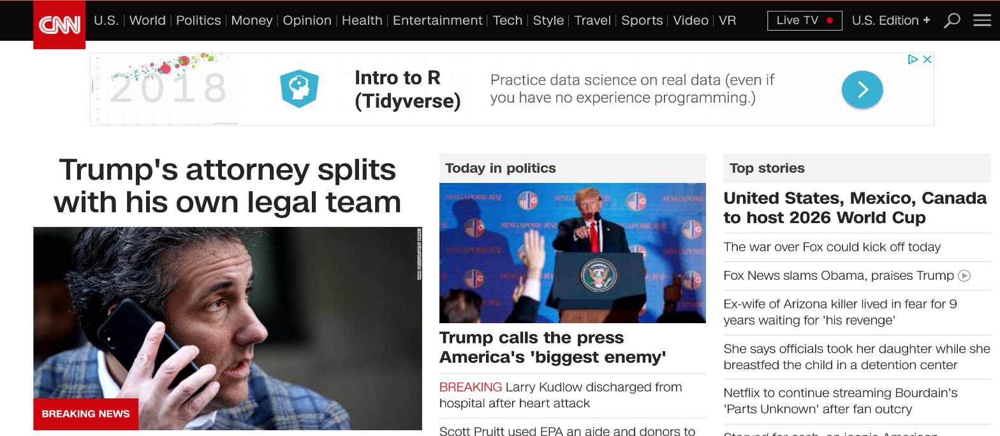 CNN
U.S. World Politics Money Opinion Health Entertainment Tech Style Travel Sports Video VR
Live TV
U.S. Edition +
2018
Intro to R
(Tidyverse)
Practice data science on real data (even if
you have no experience programming.)
Trump's attorney splits
with his own legal team
BREAKING NEWS
Today in politics
SINGAPORE
Trump calls the press
America's 'biggest enemy'
BREAKING Larry Kudlow discharged from
hospital after heart attack
Scott Pruitt used EPA an aide and donors to
Top stories
United States, Mexico, Canada
to host 2026 World Cup
The war over Fox could kick off today
Fox News slams Obama, praises Trump
Ex-wife of Arizona killer lived in fear for 9
years waiting for 'his revenge'
She says officials took her daughter while she
breastfed the child in a detention center
Netflix to continue streaming Bourdain's
'Parts Unknown' after fan outcry